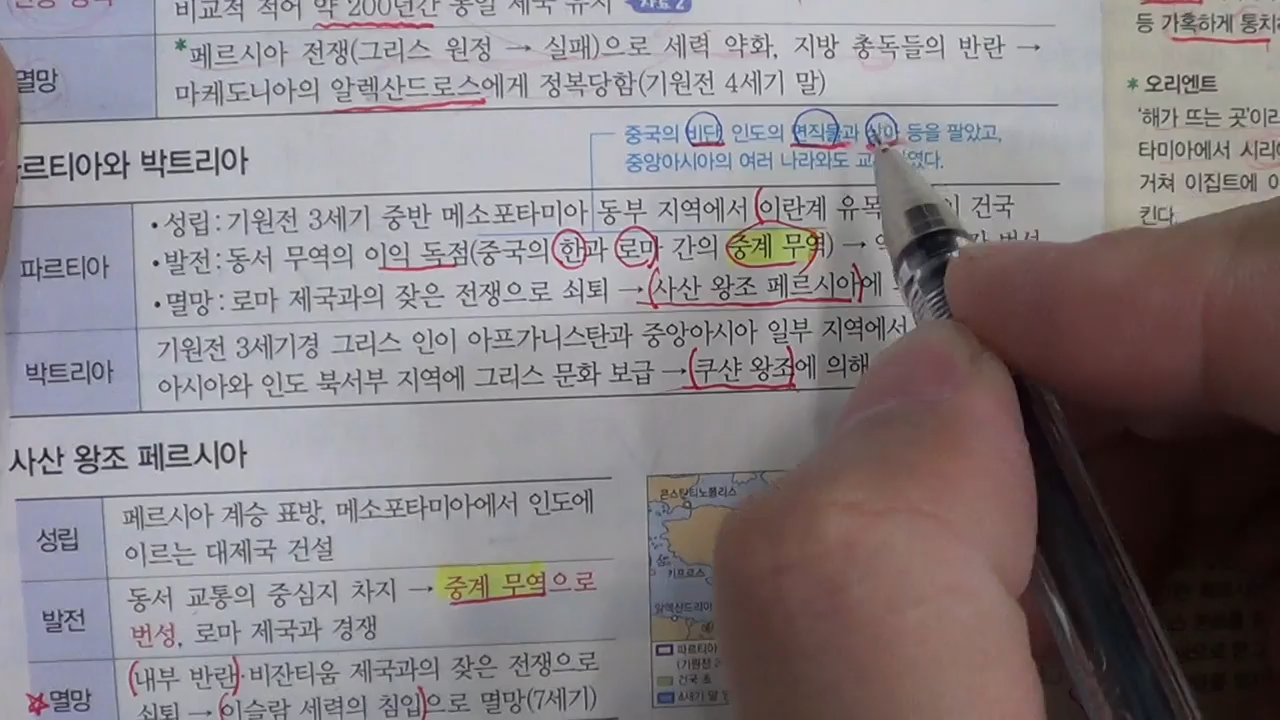 비교적 적어 약 200년간 통일 제국 유지 자료 2
멸망
*페르시아 전쟁(그리스 원정 → 실패)으로 세력 약화, 지방 총독들의 반란 →
마케도니아의 알렉산드로스에게 정복당함(기원전 4세기 말)
파르티아와 박트리아
중국의 비단, 인도의 면직물과 상아 등을 팔았고,
중앙아시아의 여러 나라와도
파르티아
• 성립 : 기원전 3세기 중반 메소포타미아 동부 지역에서 이란계 건국
• 발전 : 동서 무역의 이익 독점(중국의 한과 로마 간의 중계 무역) →
• 멸망 : 로마 제국과의 잦은 전쟁으로 쇠퇴 → 사산 왕조 페르시아에
박트리아
기원전 3세기경 그리스 인이 아프가니스탄과 중앙아시아 일부 지역에서
아시아와 인도 북서부 지역에 그리스 문화 보급 → 쿠샨 왕조에 의해
사산 왕조 페르시아
성립
페르시아 계승 표방, 메소포타미아에서 인도에
이르는 대제국 건설
발전
동서 교통의 중심지 차지 → 중계 무역으로
번성, 로마 제국과 경쟁
멸망
내부 반란·비잔티움 제국과의 잦은 전쟁으로
쇠퇴 → 이슬람 세력의 침입으로 멸망(7세기)
콘스탄티노폴리스
키프로스
알렉산드리아
파르티아
(기원전 2
건국 초
등 가혹하게 통치
* 오리엔트
'해가 뜨는 곳'이라
타미아에서 시리
거쳐 이집트에 이
킨다.